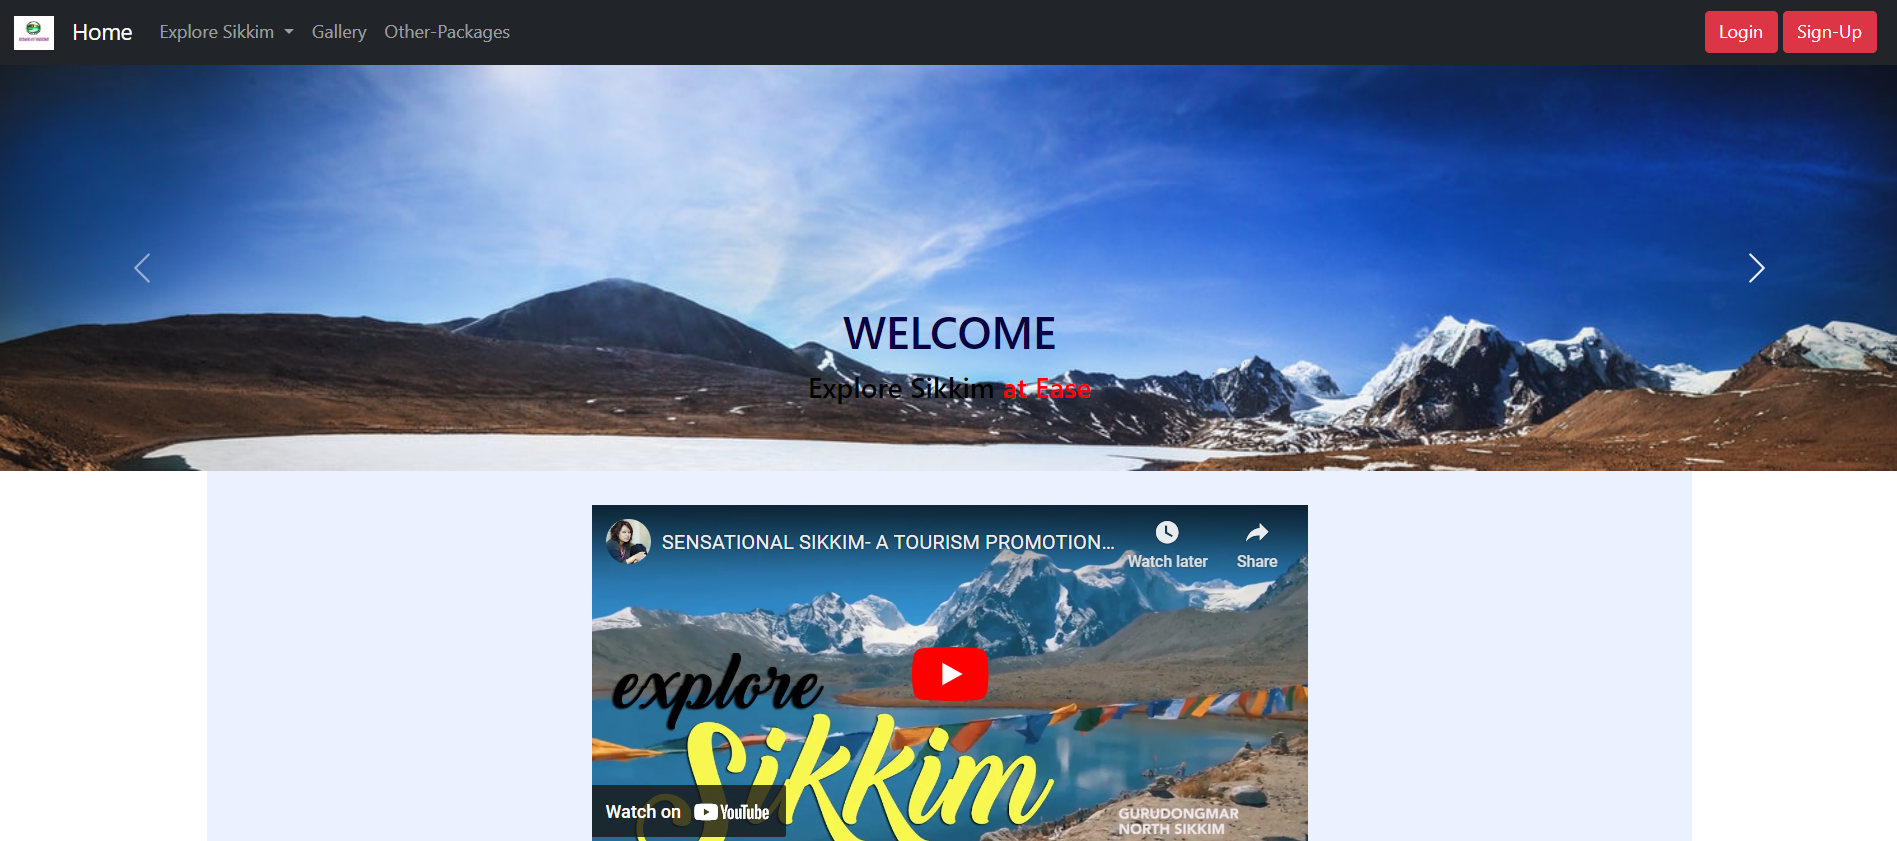 Home Explore Sikkim Gallery Other-Packages Login Sign-Up
WELCOME
Explore Sikkim at Ease
SENSATIONAL SIKKIM- A TOURISM PROMOTION...
Watch later Share
explore
Sikkim
Watch on YouTube
GURUDONGMAR
NORTH SIKKIM